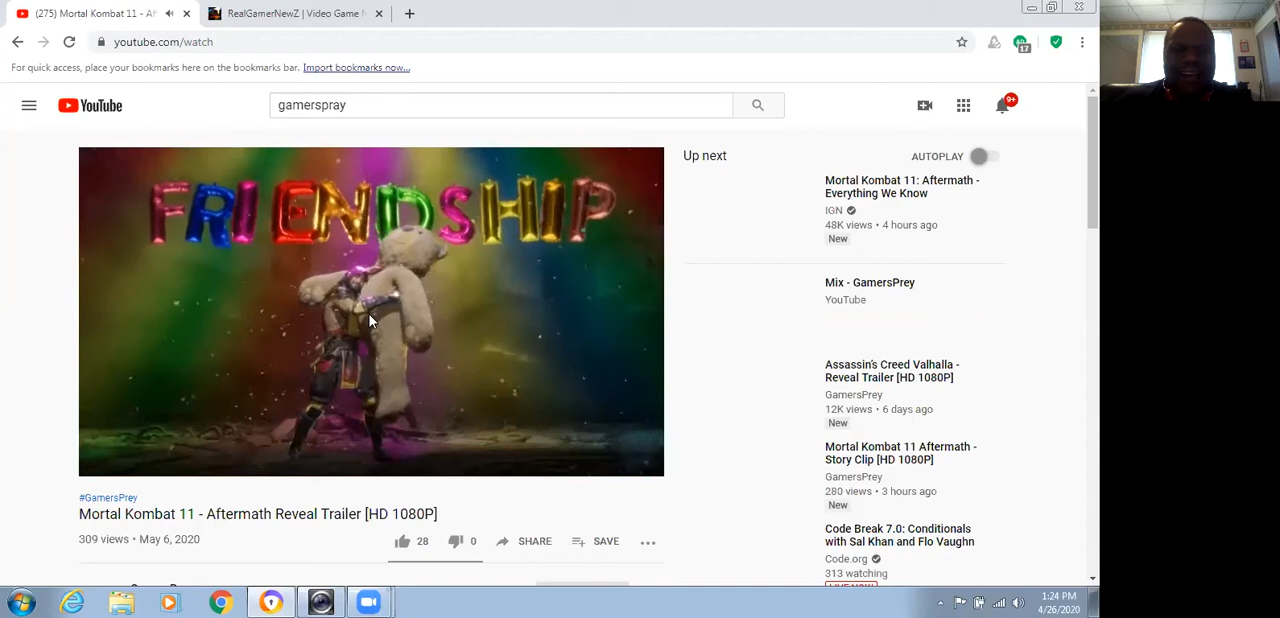 (275) Mortal Kombat 11 - Af
RealGamerNewZ | Video Game N
youtube.com/watch
17
For quick access, place your bookmarks here on the bookmarks bar. Import bookmarks now...
YouTube
gamersprey
9+
FRIENDSHIP
Up next
AUTOPLAY
Mortal Kombat 11: Aftermath -
Everything We Know
IGN
48K views • 4 hours ago
New
Mix - GamersPrey
YouTube
Assassin's Creed Valhalla -
Reveal Trailer [HD 1080P]
GamersPrey
12K views • 6 days ago
New
Mortal Kombat 11 Aftermath -
Story Clip [HD 1080P]
GamersPrey
280 views • 3 hours ago
New
Code Break 7.0: Conditionals
with Sal Khan and Flo Vaughn
Code.org
313 watching
LIVE NOW
#GamersPrey
Mortal Kombat 11 - Aftermath Reveal Trailer [HD 1080P]
309 views • May 6, 2020
28
0
SHARE
SAVE
1:24 PM
4/26/2020